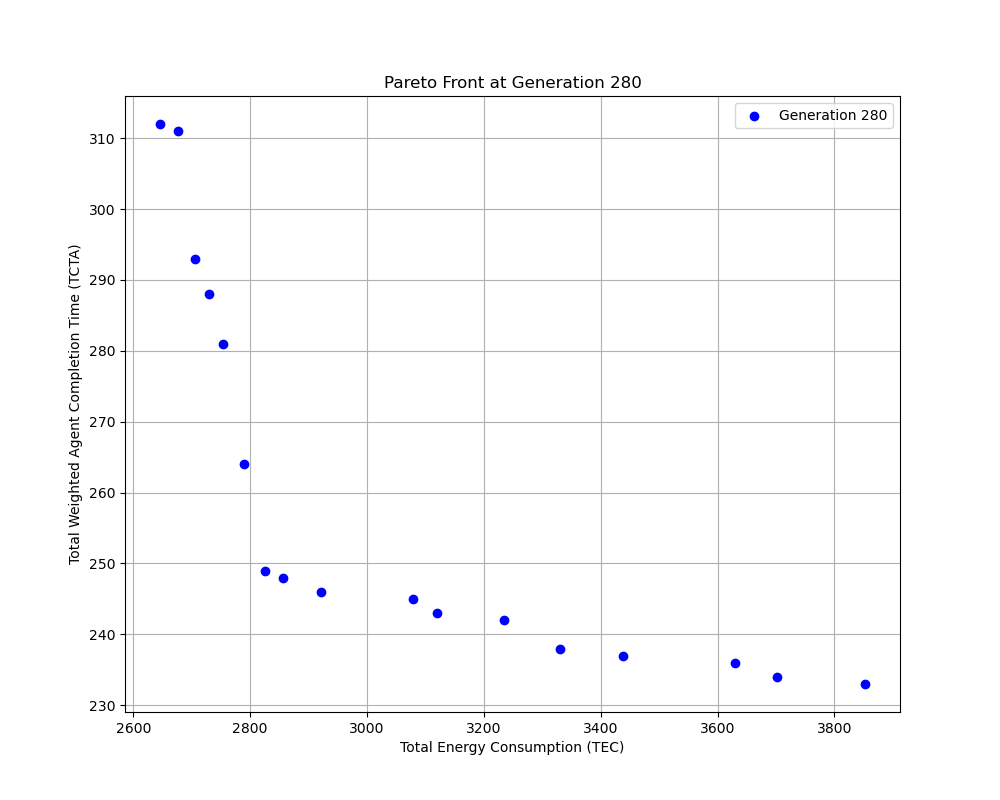 Pareto Front at Generation 280
Generation 280
Total Weighted Agent Completion Time (TCTA)
310
300
290
280
270
260
250
240
230
2600 2800 3000 3200 3400 3600 3800
Total Energy Consumption (TEC)